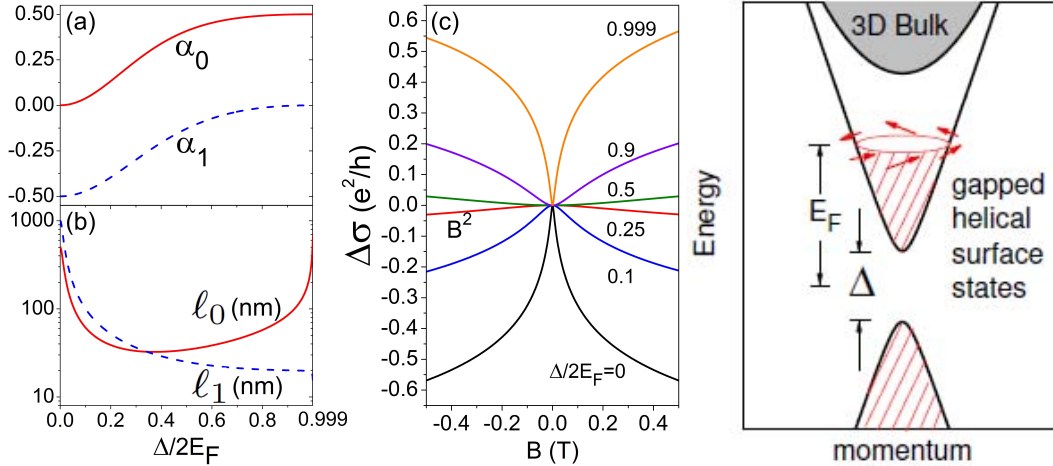 (a)
0.50
0.25
0.00
-0.25
-0.50
α₀
α₁
(b)
1000
100
10
ℓ₀ (nm)
ℓ₁ (nm)
0.0 0.2 0.4 0.6 0.8 0.999
Δ/2E_F
(c)
0.6
0.5
0.4
0.3
0.2
0.1
0.0
-0.1
-0.2
-0.3
-0.4
-0.5
-0.6
Δσ (e²/h)
0.999
0.9
0.5
B²
0.25
0.1
Δ/2E_F=0
-0.4 -0.2 0.0 0.2 0.4
B (T)
Energy
3D Bulk
E_F
Δ
gapped
helical
surface
states
momentum